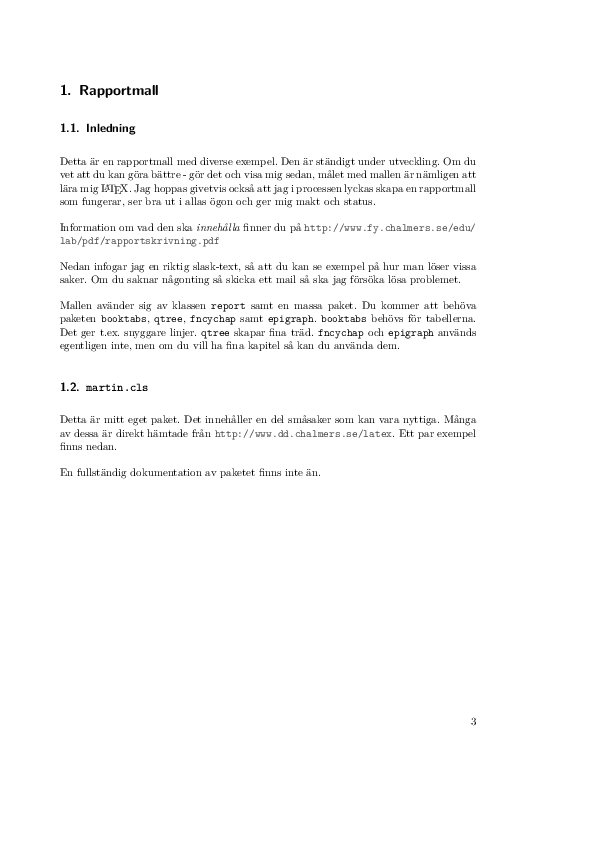 1. Rapportmall
1.1. Inledning
Detta är en rapportmall med diverse exempel. Den är ständigt under utveckling. Om du
vet att du kan göra bättre - gör det och visa mig sedan, målet med mallen är nämligen att
lära mig LATEX. Jag hoppas givetvis också att jag i processen lyckas skapa en rapportmall
som fungerar, ser bra ut i allas ögon och ger mig makt och status.
Information om vad den ska innehålla finner du på http://www.fy.chalmers.se/edu/
lab/pdf/rapportskrivning.pdf
Nedan infogar jag en riktig slask-text, så att du kan se exempel på hur man löser vissa
saker. Om du saknar någonting så skicka ett mail så ska jag försöka lösa problemet.
Mallen avänder sig av klassen report samt en massa paket. Du kommer att behöva
paketen booktabs, qtree, fncychap samt epigraph. booktabs behövs för tabellerna.
Det ger t.ex. snyggare linjer. qtree skapar fina träd. fncychap och epigraph används
egentligen inte, men om du vill ha fina kapitel så kan du använda dem.
1.2. martin.cls
Detta är mitt eget paket. Det innehåller en del småsaker som kan vara nyttiga. Många
av dessa är direkt hämtade från http://www.dd.chalmers.se/latex. Ett par exempel
finns nedan.
En fullständig dokumentation av paketet finns inte än.
3